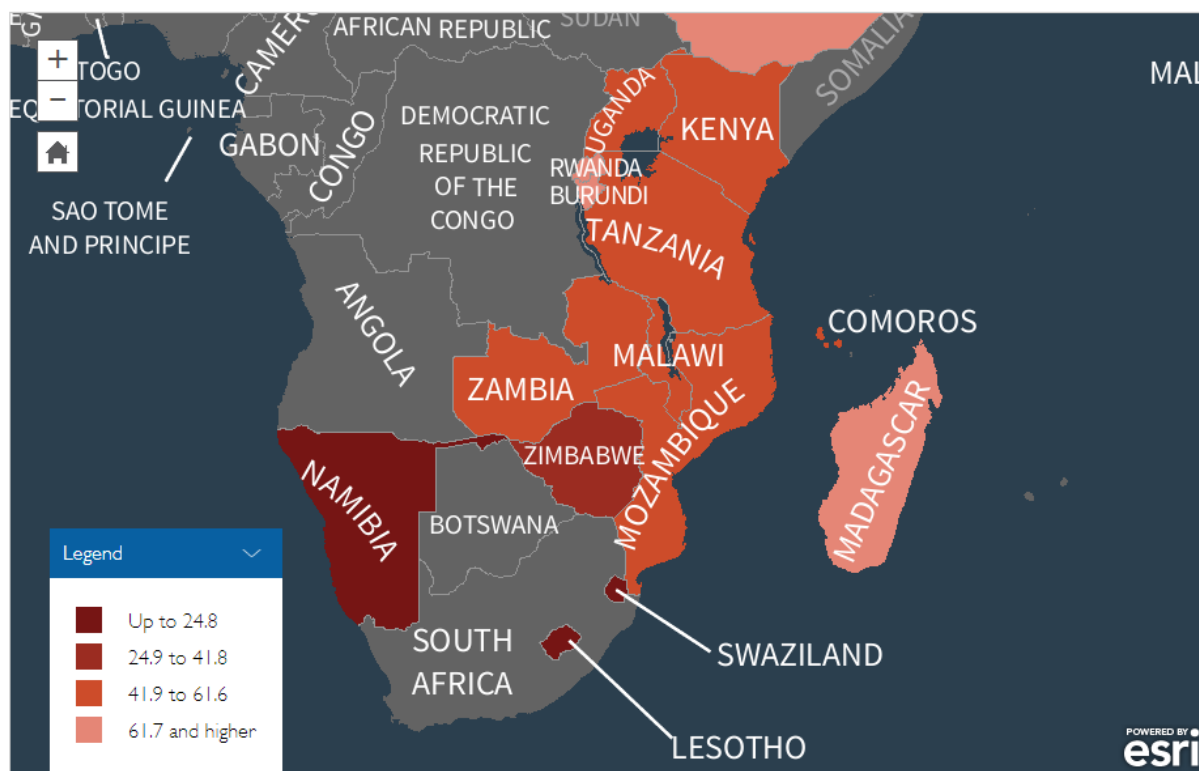 AFRICAN REPUBLIC
SUDAN
CAMER
SOMALIA
MAL
+
−
TOGO
EQ TORIAL GUINEA
GABON
CONGO
DEMOCRATIC
REPUBLIC
OF THE
CONGO
UGANDA
KENYA
RWANDA
BURUNDI
TANZANIA
SAO TOME
AND PRINCIPE
ANGOLA
COMOROS
MALAWI
ZAMBIA
MOZAMBIQUE
MADAGASCAR
ZIMBABWE
NAMIBIA
BOTSWANA
SOUTH
AFRICA
SWAZILAND
LESOTHO
Legend
Up to 24.8
24.9 to 41.8
41.9 to 61.6
61.7 and higher
POWERED BY
esri